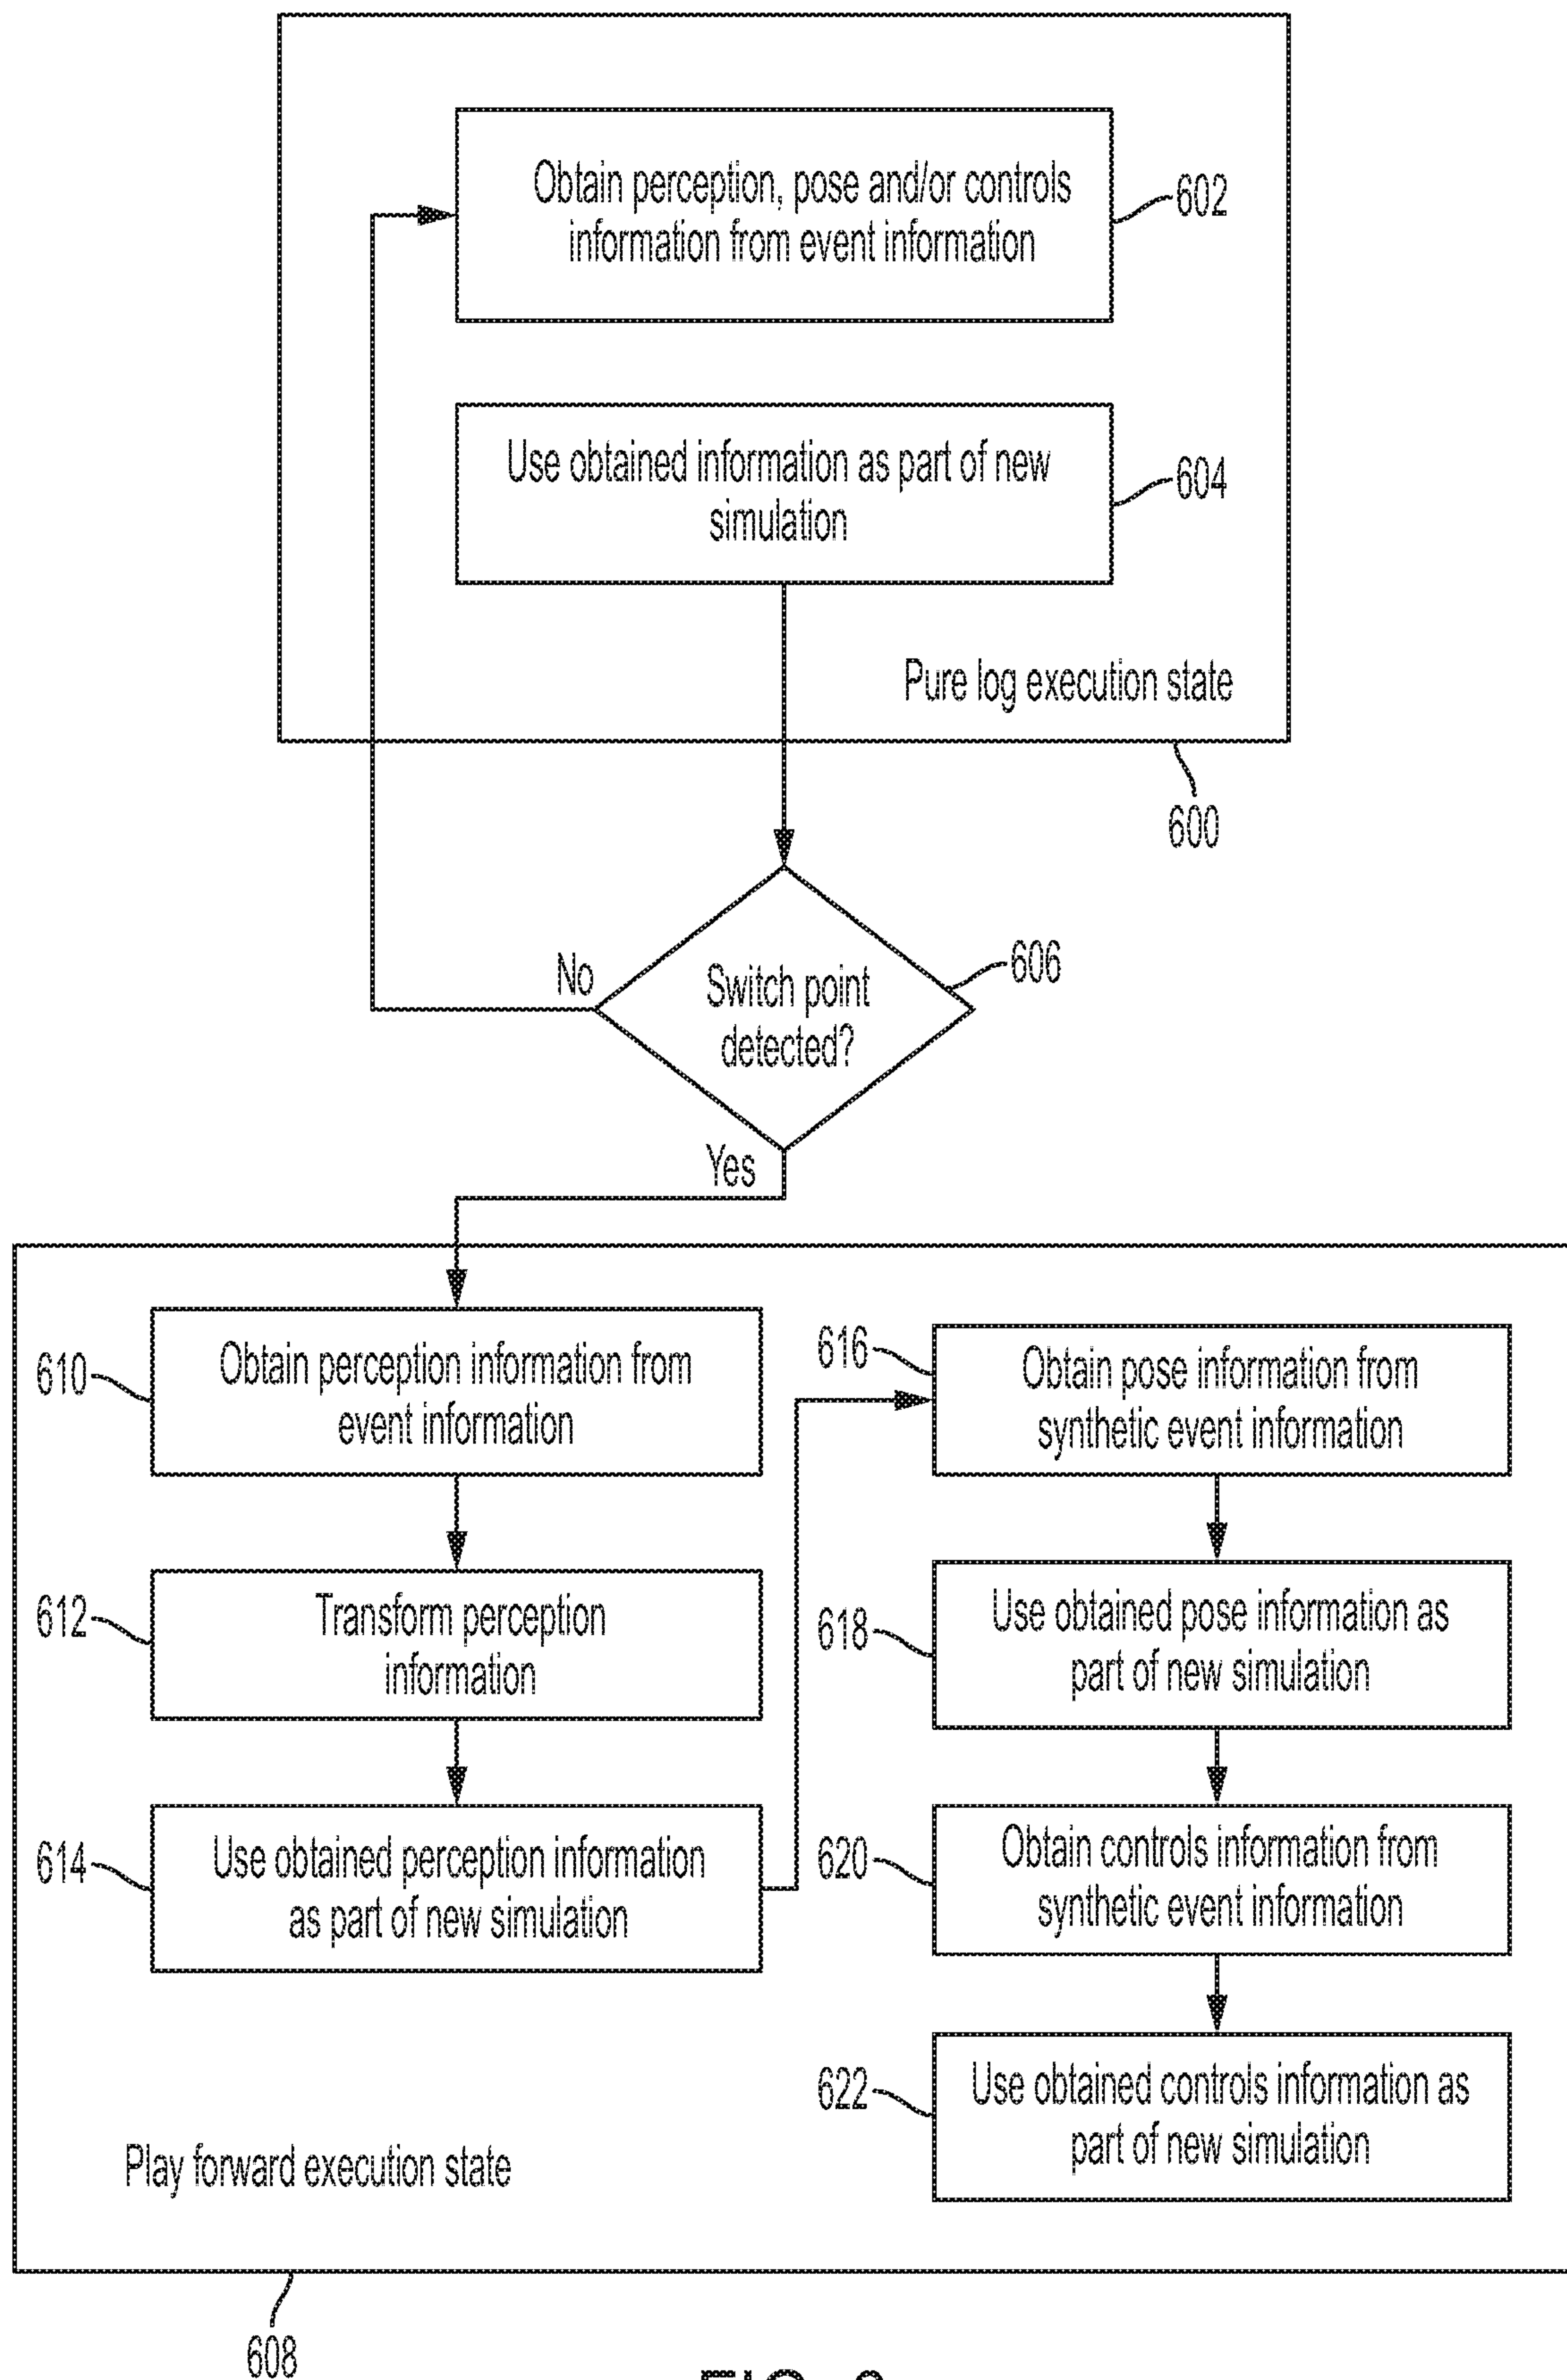 Obtain perception, pose and/or controls
information from event information
602
Use obtained information as part of new
simulation
604
Pure log execution state
600
No
Switch point
detected?
606
Yes
610
Obtain perception information from
event information
612
Transform perception
information
614
Use obtained perception information
as part of new simulation
616
Obtain pose information from
synthetic event information
618
Use obtained pose information as
part of new simulation
620
Obtain controls information from
synthetic event information
622
Use obtained controls information as
part of new simulation
Play forward execution state
608